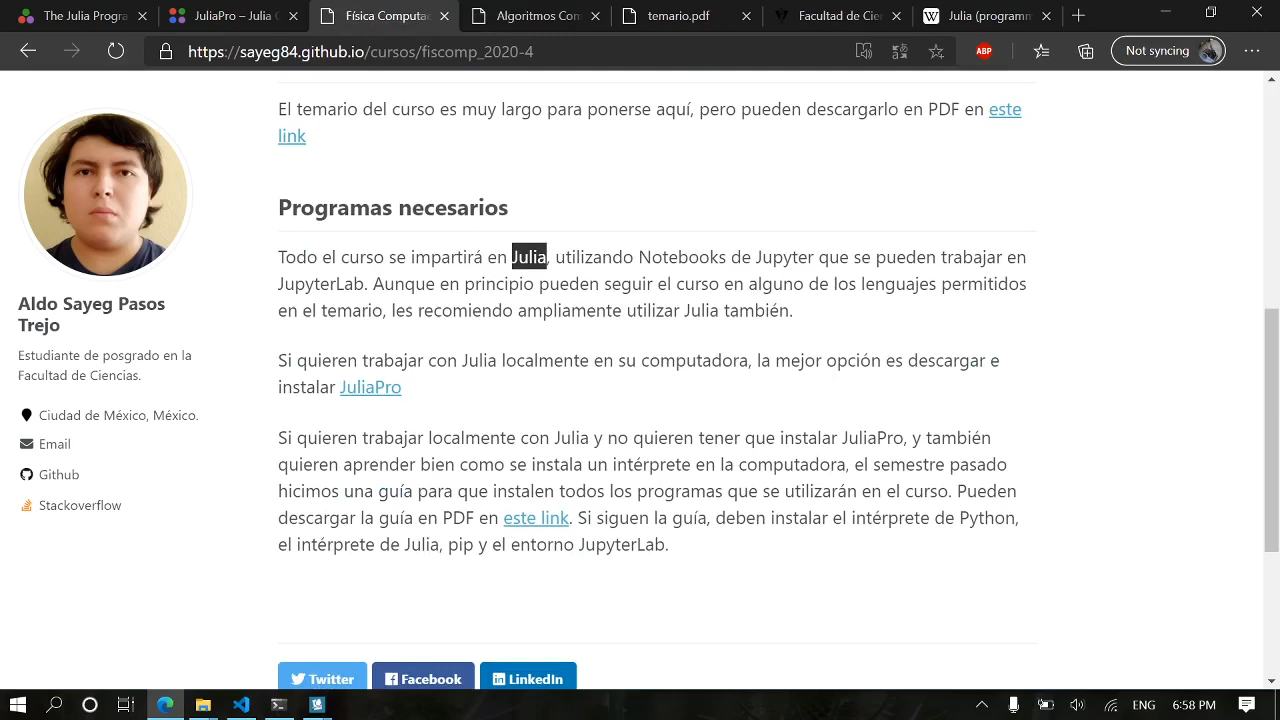 The Julia Progra
JuliaPro – Julia C
Física Computac
Algoritmos Com
temario.pdf
Facultad de Cie
Julia (programm
https://sayeg84.github.io/cursos/fiscomp_2020-4
ABP
Not syncing
El temario del curso es muy largo para ponerse aquí, pero pueden descargarlo en PDF en este
link
Aldo Sayeg Pasos
Trejo
Estudiante de posgrado en la
Facultad de Ciencias.
Ciudad de México, México.
Email
Github
Stackoverflow
Programas necesarios
Todo el curso se impartirá en Julia, utilizando Notebooks de Jupyter que se pueden trabajar en
JupyterLab. Aunque en principio pueden seguir el curso en alguno de los lenguajes permitidos
en el temario, les recomiendo ampliamente utilizar Julia también.
Si quieren trabajar con Julia localmente en su computadora, la mejor opción es descargar e
instalar JuliaPro
Si quieren trabajar localmente con Julia y no quieren tener que instalar JuliaPro, y también
quieren aprender bien como se instala un intérprete en la computadora, el semestre pasado
hicimos una guía para que instalen todos los programas que se utilizarán en el curso. Pueden
descargar la guía en PDF en este link. Si siguen la guía, deben instalar el intérprete de Python,
el intérprete de Julia, pip y el entorno JupyterLab.
Twitter
Facebook
LinkedIn
ENG
6:58 PM